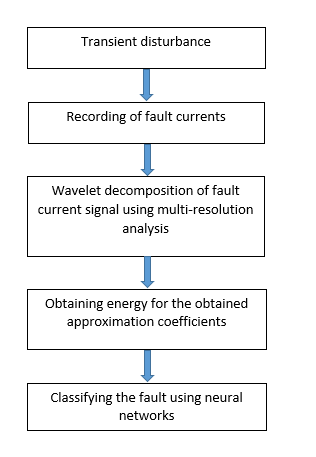 Transient disturbance
Recording of fault currents
Wavelet decomposition of fault
current signal using multi-resolution
analysis
Obtaining energy for the obtained
approximation coefficients
Classifying the fault using neural
networks